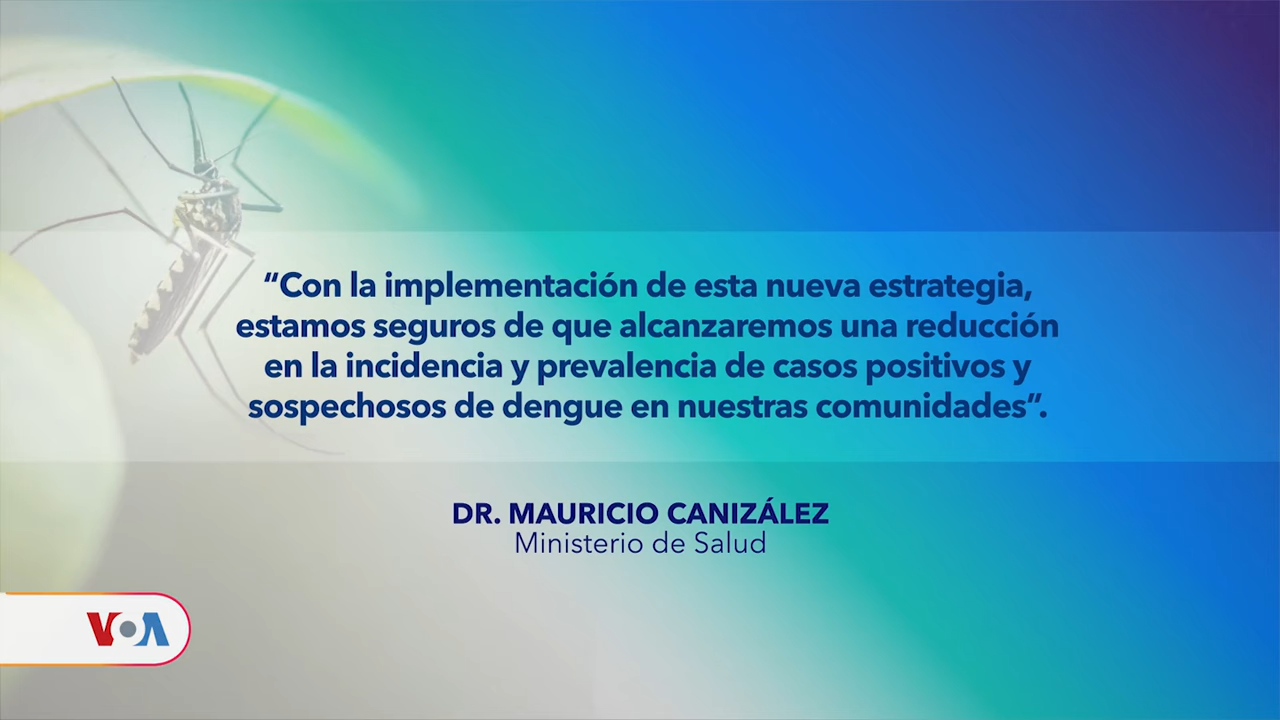 “Con la implementación de esta nueva estrategia,
estamos seguros de que alcanzaremos una reducción
en la incidencia y prevalencia de casos positivos y
sospechosos de dengue en nuestras comunidades”.
DR. MAURICIO CANIZÁLEZ
Ministerio de Salud
VOA